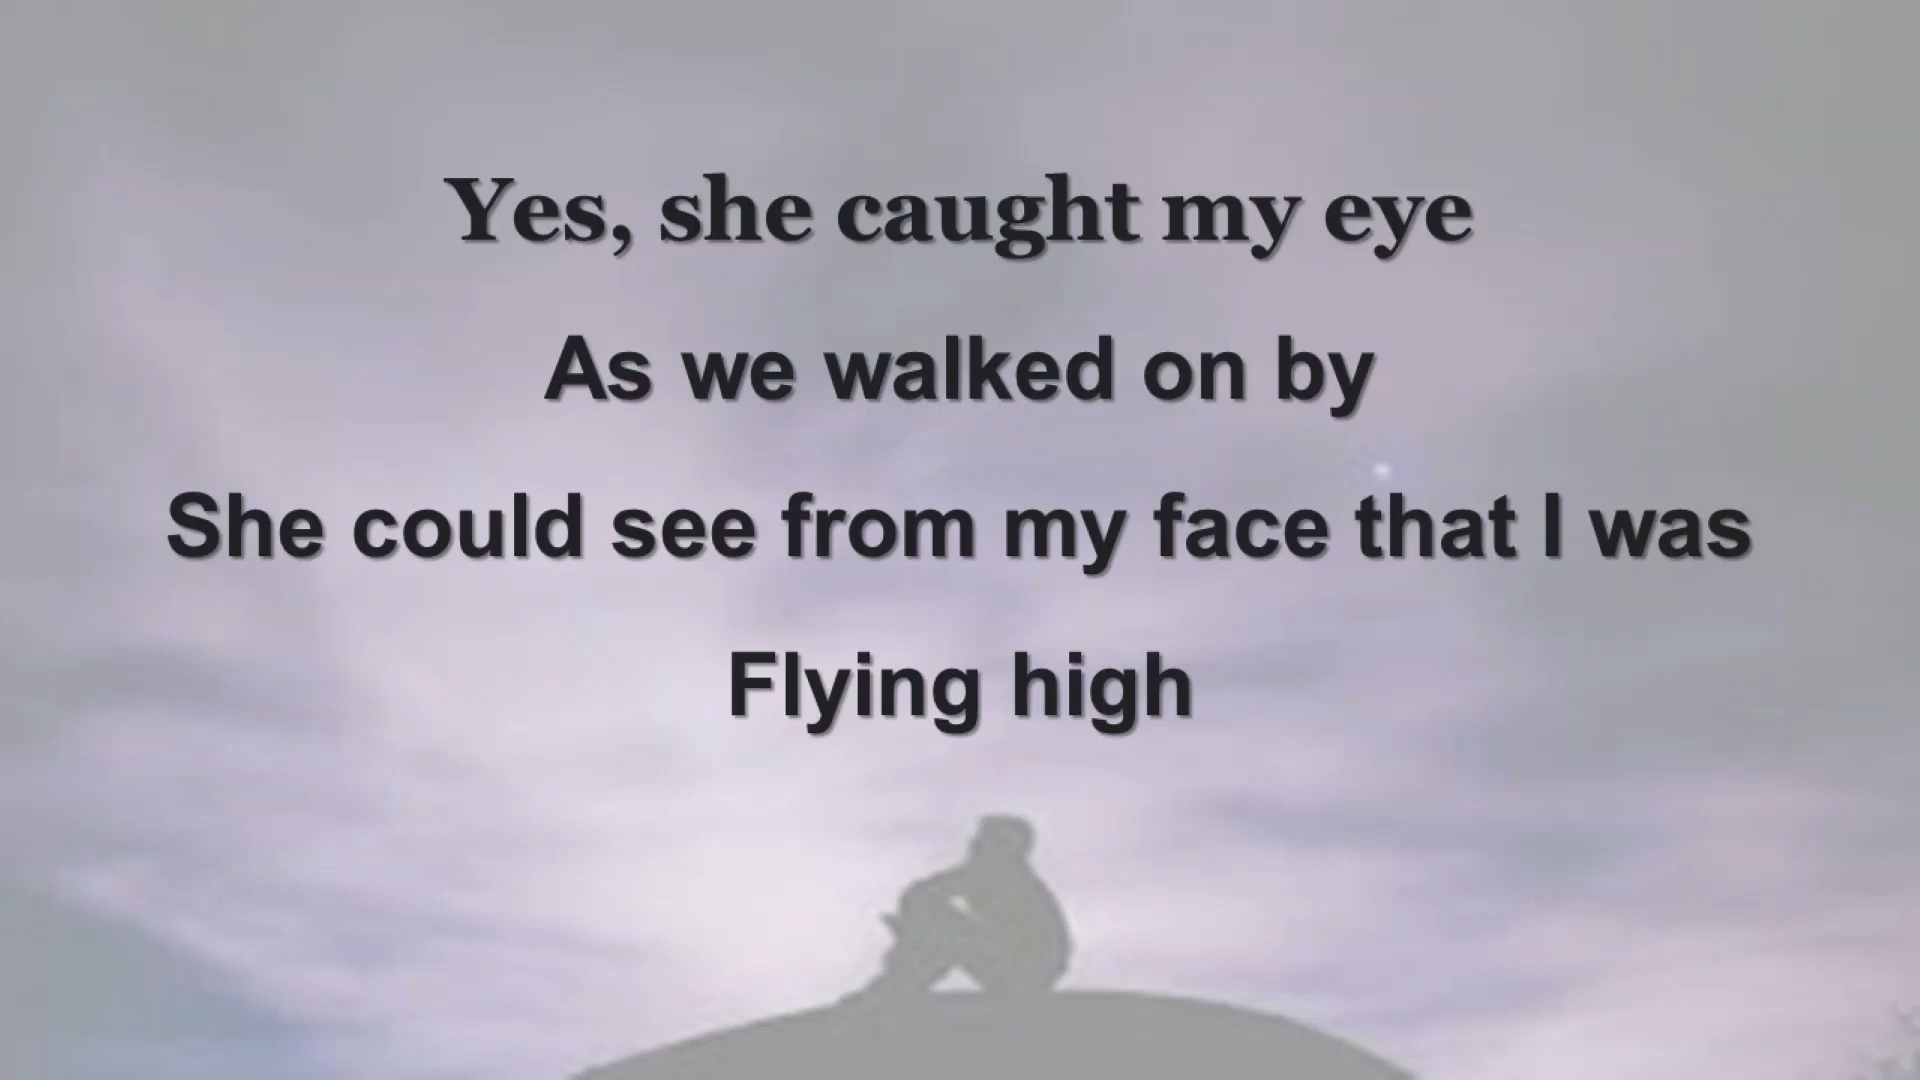 Yes, she caught my eye
As we walked on by
She could see from my face that I was
Flying high